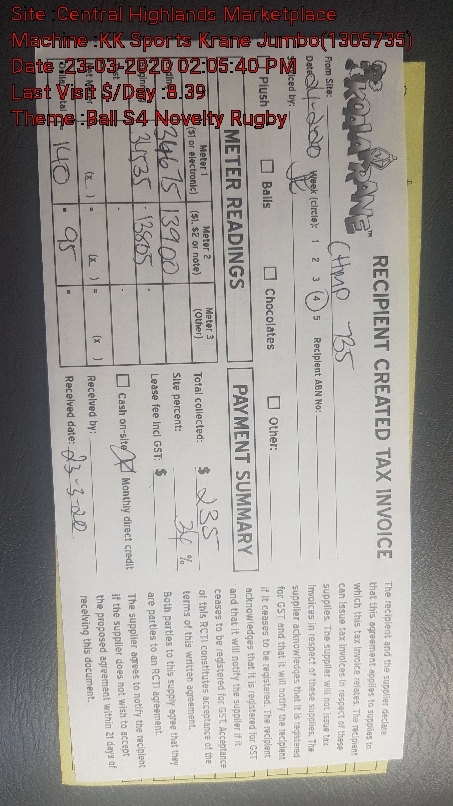 Site :Central Highlands Marketplace
Machine :KK Sports Krane Jumbo(1305735)
Date :23-03-2020 02:05:40 PM
Last Visit $/Day :8.39
Theme :Ball S4 Novelty Rugby
KOALA KRANE™
RECIPIENT CREATED TAX INVOICE
From Site: CHMP 735
Week (circle): 1 2 3 4 5 Recipient ABN No:
Plush Balls Chocolates Other:
METER READINGS
Meter 1 Meter 2 Meter 3
($1 or electronic) ($1, $2 or note) (Other)
34675 13900
34535 13805
(x ) = (x ) = (x )
140 = 95 =
PAYMENT SUMMARY
Total collected: $ 235
Site percent: %
Lease fee incl GST: $
Cash on-site Monthly direct credit
Received by:
Received date: 23-3-20
The recipient and the supplier declare
that this agreement applies to supplies to
which this tax invoice relates. The recipient
can issue tax invoices in respect of these
supplies. The supplier will not issue tax
invoices in respect of these supplies. The
supplier acknowledges that it is registered
for GST and that it will notify the recipient
if it ceases to be registered. The recipient
acknowledges that it is registered for GST
and that it will notify the supplier if it
ceases to be registered for GST. Acceptance
of this RCTI constitutes acceptance of the
terms of this written agreement.
Both parties to this supply agree that they
are parties to an RCTI agreement.
The supplier agrees to notify the recipient
if the supplier does not wish to accept
the proposed agreement within 21 days of
receiving this document.